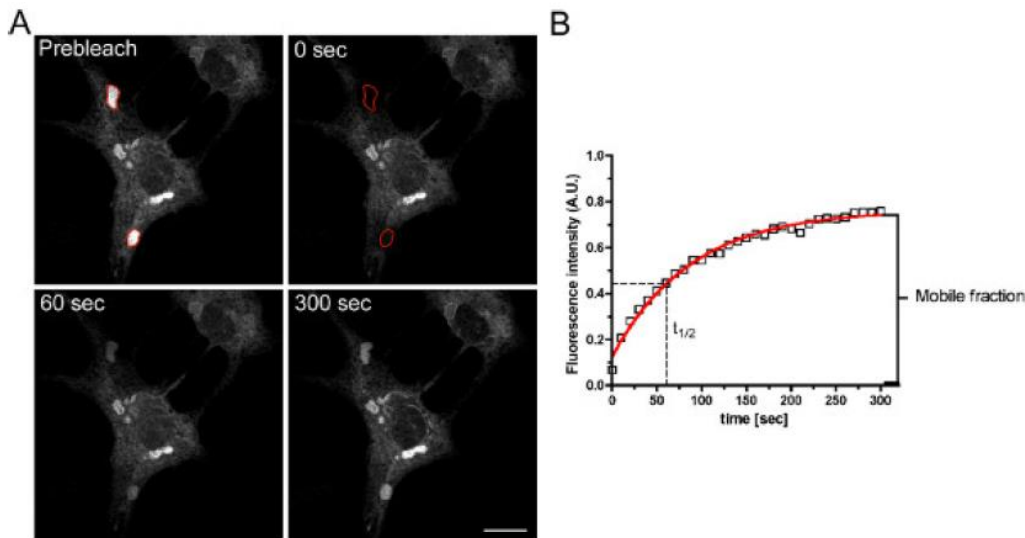 A
Prebleach
0 sec
60 sec
300 sec
B
Fluorescence intensity (A.U.)
1.0
0.8
0.6
0.4
0.2
0.0
t1/2
Mobile fraction
0 50 100 150 200 250 300
time [sec]